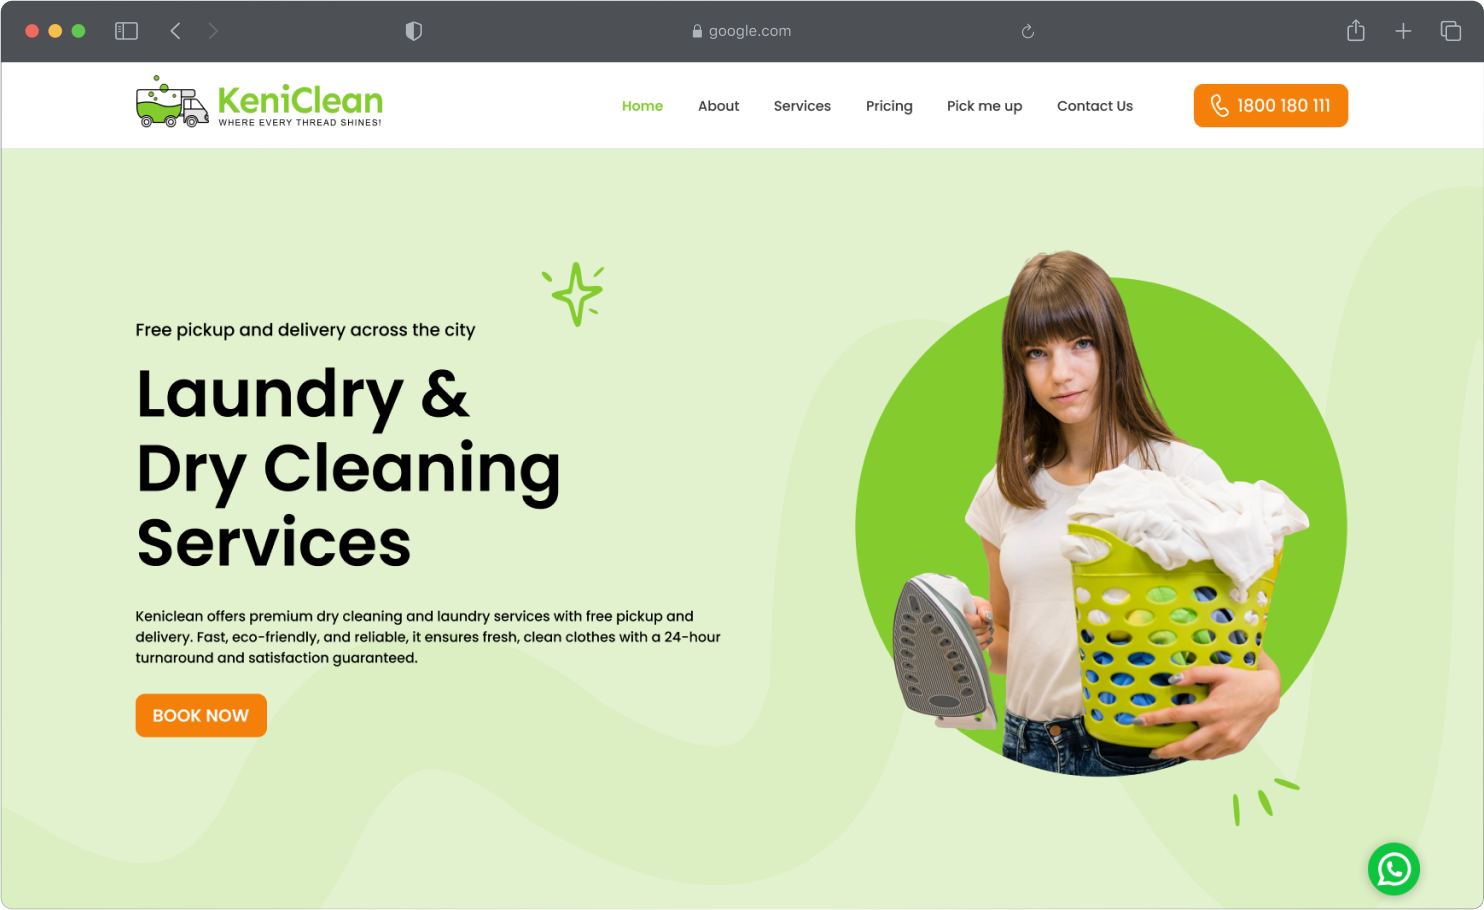 google.com
KeniClean
WHERE EVERY THREAD SHINES!
Home About Services Pricing Pick me up Contact Us
1800 180 111
Free pickup and delivery across the city
Laundry &
Dry Cleaning
Services
Keniclean offers premium dry cleaning and laundry services with free pickup and
delivery. Fast, eco-friendly, and reliable, it ensures fresh, clean clothes with a 24-hour
turnaround and satisfaction guaranteed.
BOOK NOW